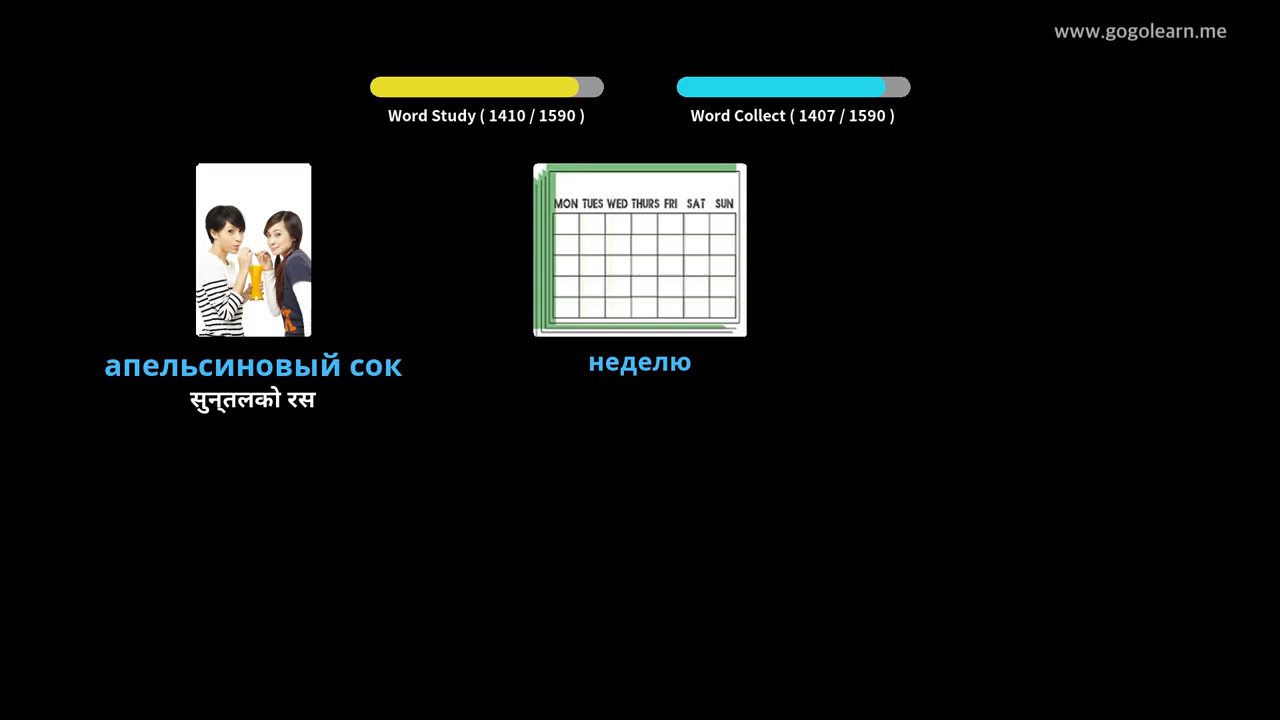 www.gogolearn.me
Word Study ( 1410 / 1590 )
Word Collect ( 1407 / 1590 )
MON TUES WED THURS FRI SAT SUN
апельсиновый сок
неделю
सुन्तलको रस